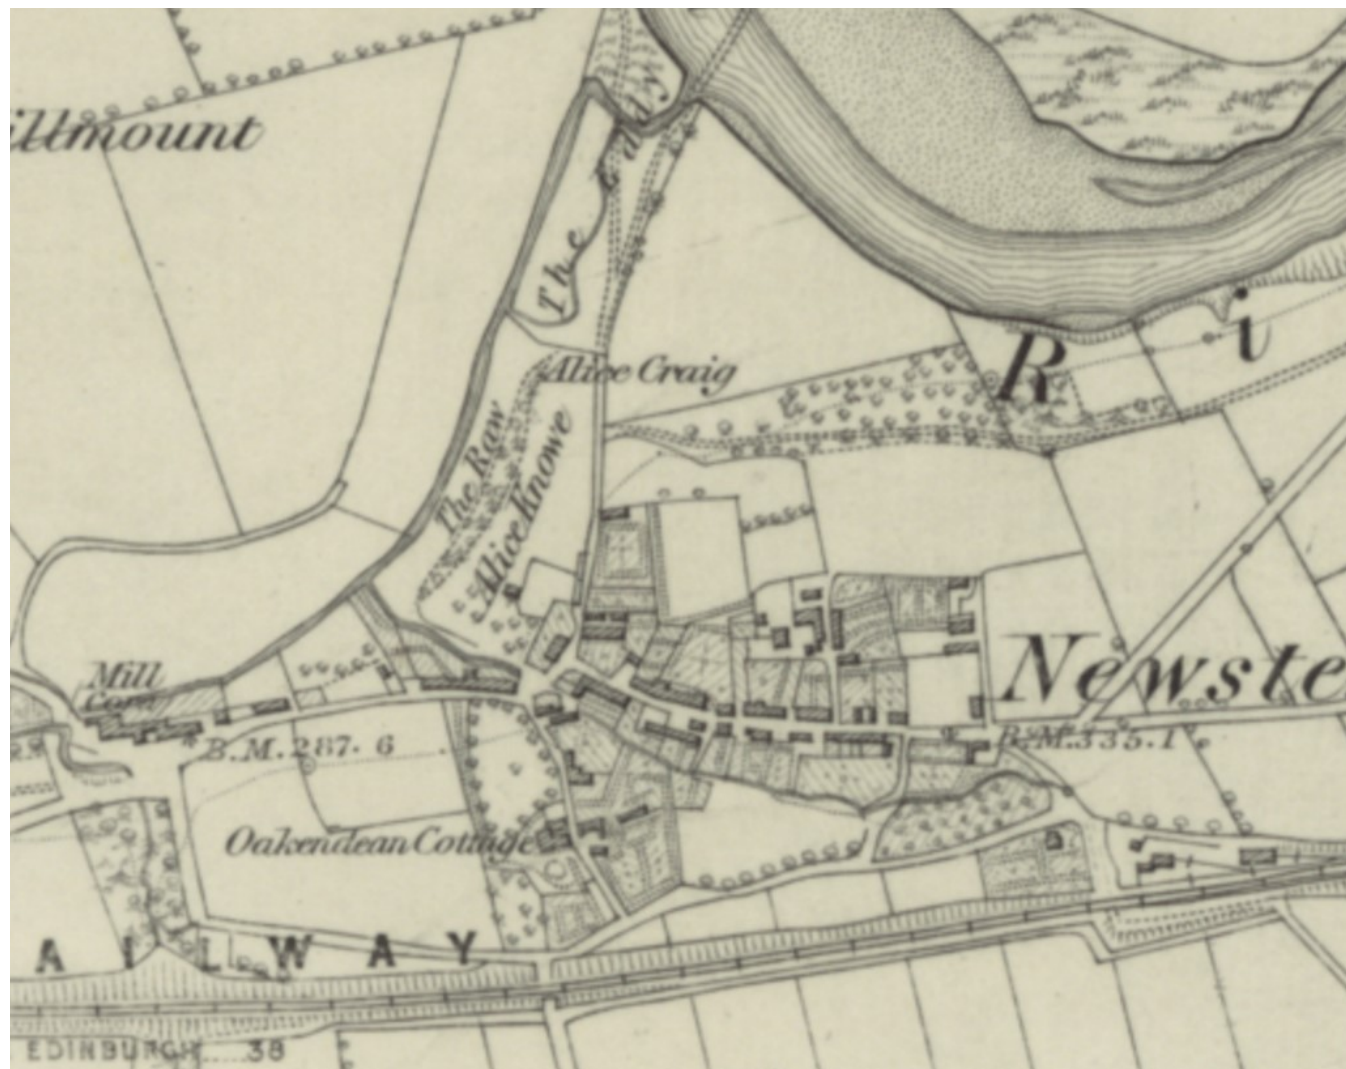 illmount
The Lady
R i
Alice Craig
The Raw
Alice Knowe
Mill
Newste
B.M. 287. 6
B.M. 335.1
Oakendean Cottage
AILWAY
EDINBURGH.....38